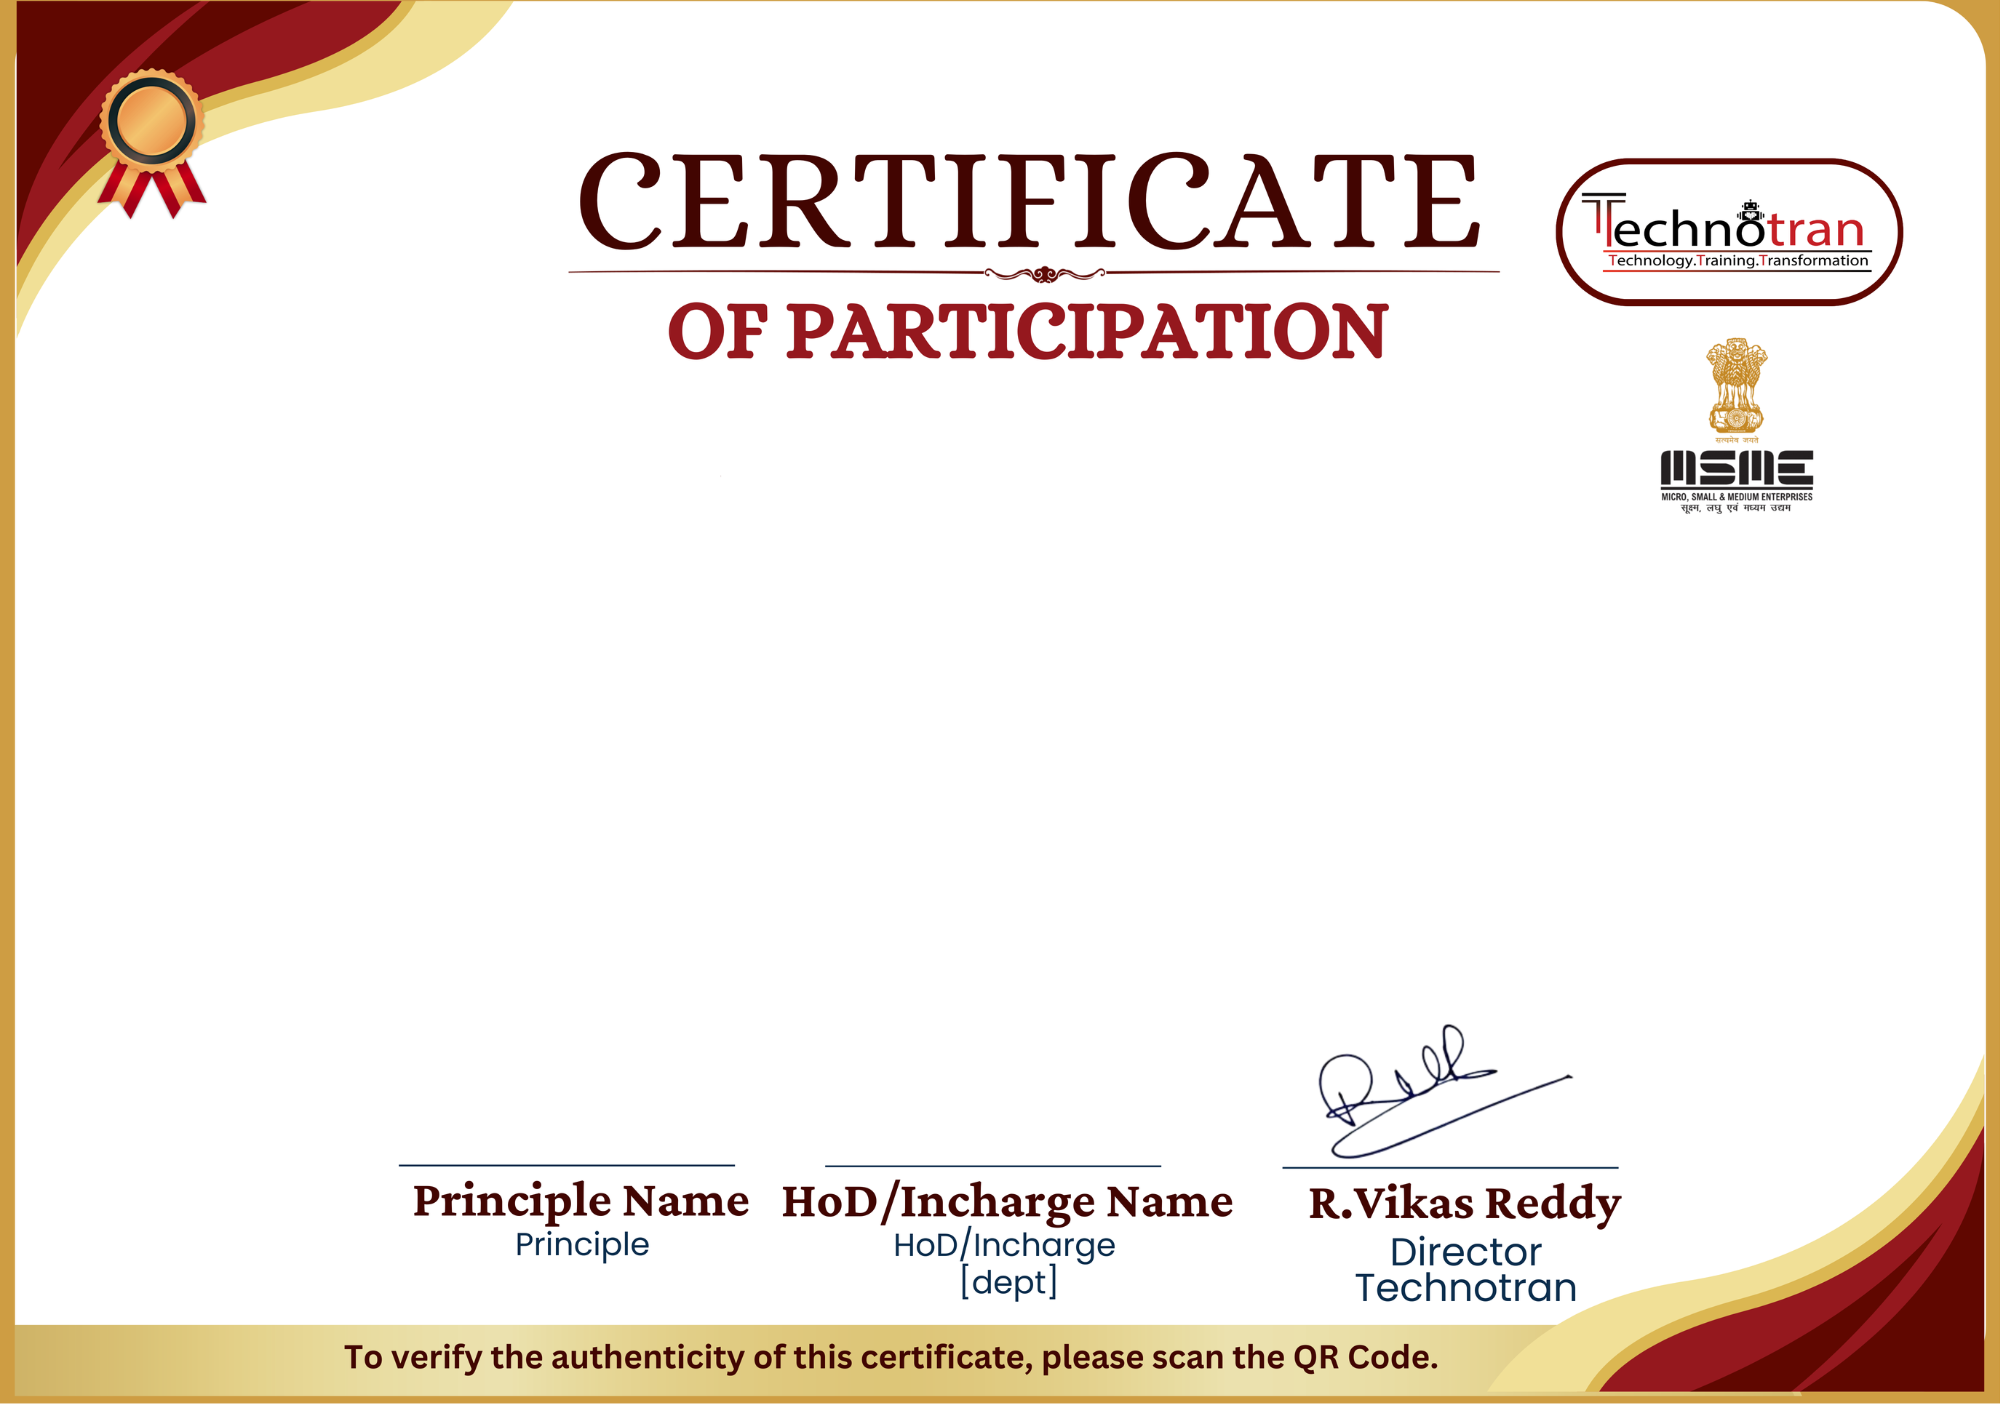 CERTIFICATE
OF PARTICIPATION
Technotran
Technology.Training.Transformation
सत्यमेव जयते
MSME
MICRO, SMALL & MEDIUM ENTERPRISES
सूक्ष्म, लघु एवं मध्यम उद्यम
Principle Name
Principle
HoD/Incharge Name
HoD/Incharge
[dept]
R.Vikas Reddy
Director
Technotran
To verify the authenticity of this certificate, please scan the QR Code.